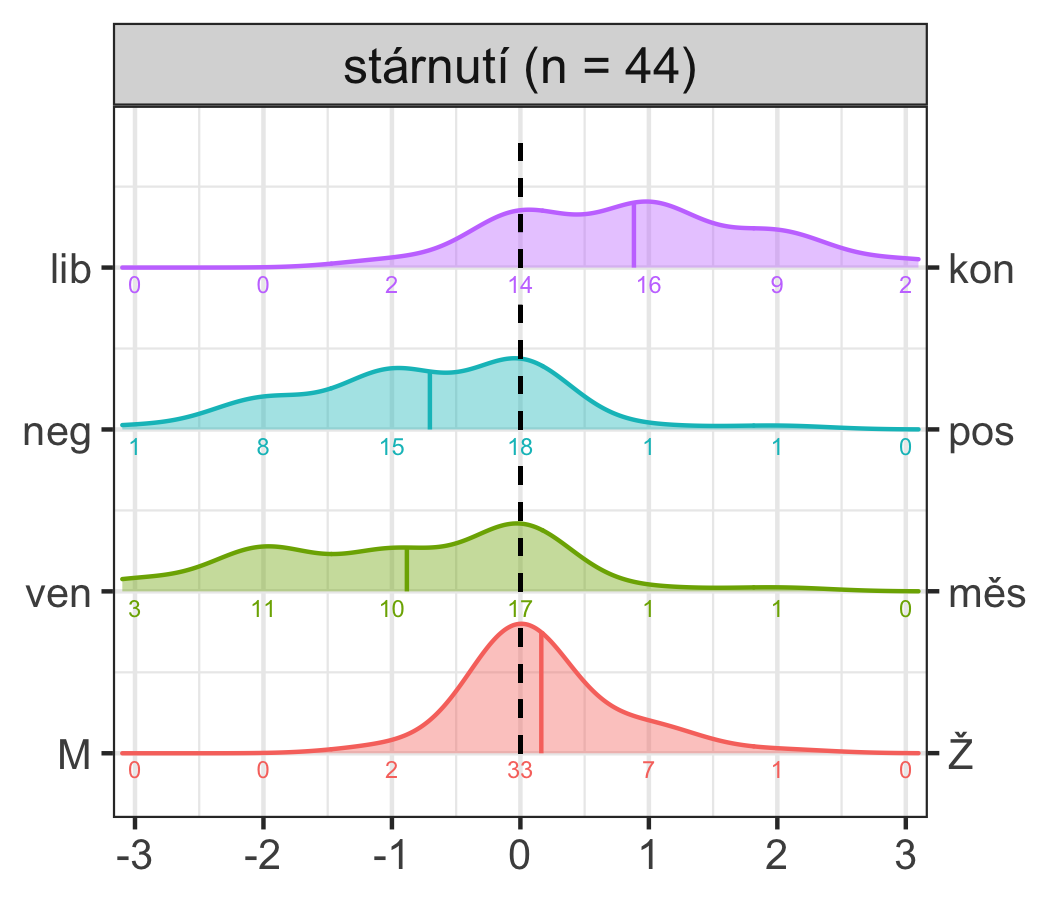 stárnutí (n = 44)
lib kon
0 0 2 14 16 9 2
neg pos
1 8 15 18 1 1 0
ven měs
3 11 10 17 1 1 0
M Ž
0 0 2 33 7 1 0
-3 -2 -1 0 1 2 3